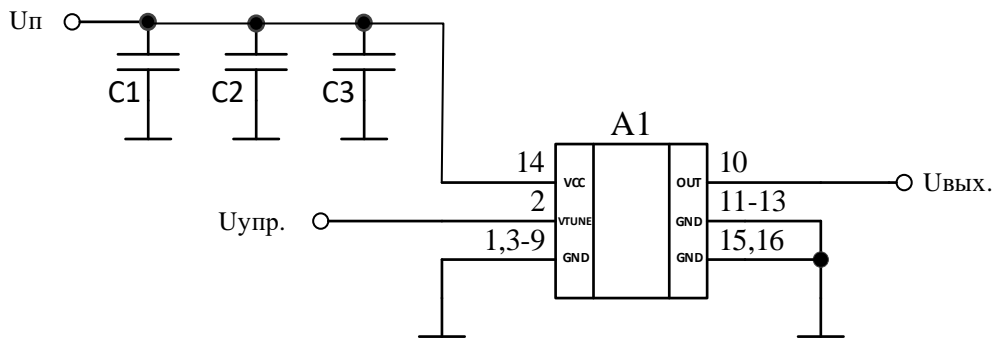 Uп
C1
C2
C3
A1
14
VCC
OUT
10
Uвых.
Uупр.
2
VTUNE
GND
11-13
1,3-9
GND
GND
15,16